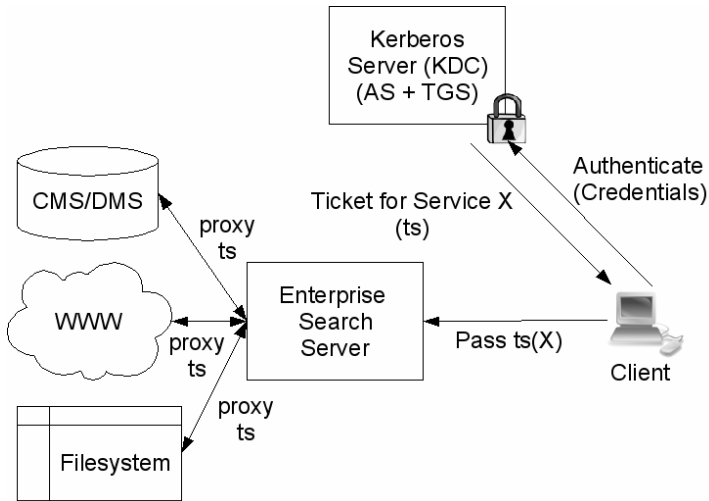 Kerberos
Server (KDC)
(AS + TGS)
Authenticate
(Credentials)
Ticket for Service X
(ts)
CMS/DMS
proxy
ts
Enterprise
Search
Server
WWW
proxy
ts
Pass ts(X)
Client
proxy
ts
Filesystem